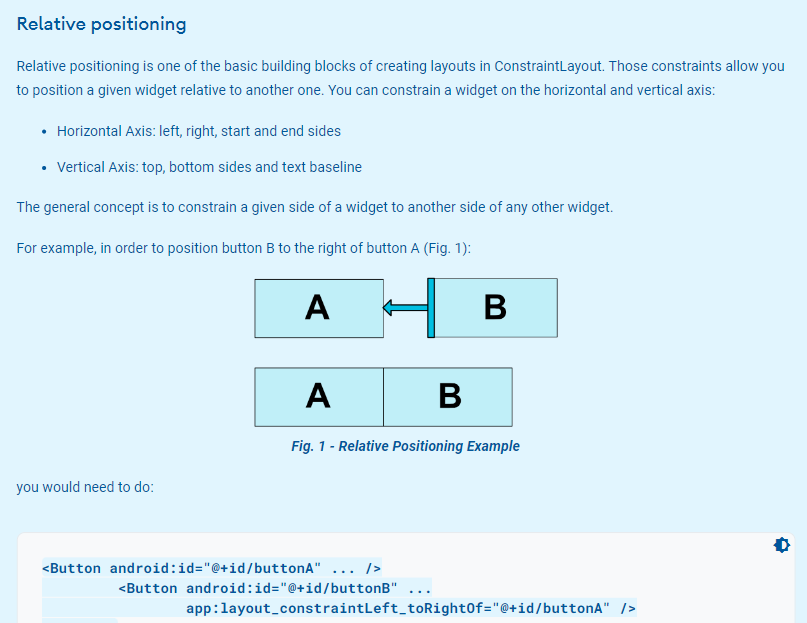 Relative positioning
Relative positioning is one of the basic building blocks of creating layouts in ConstraintLayout. Those constraints allow you
to position a given widget relative to another one. You can constrain a widget on the horizontal and vertical axis:
• Horizontal Axis: left, right, start and end sides
• Vertical Axis: top, bottom sides and text baseline
The general concept is to constrain a given side of a widget to another side of any other widget.
For example, in order to position button B to the right of button A (Fig. 1):
A B
A B
Fig. 1 - Relative Positioning Example
you would need to do:
<Button android:id="@+id/buttonA" ... />
<Button android:id="@+id/buttonB" ...
app:layout_constraintLeft_toRightOf="@+id/buttonA" />